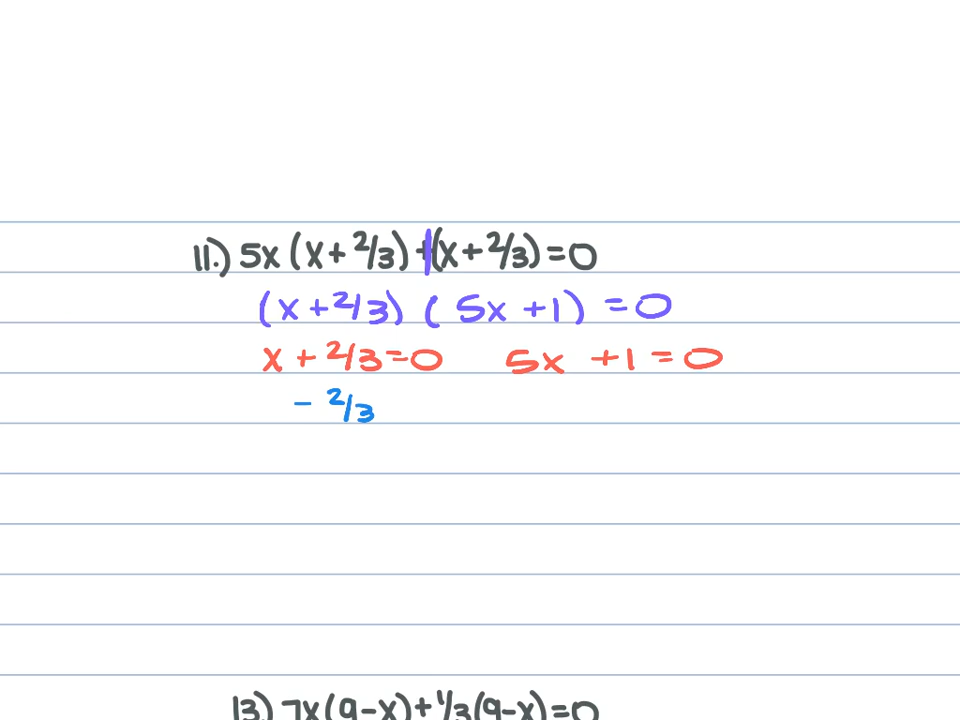 11.) 5x (x + 2/3) + 1(x + 2/3) = 0
(x + 2/3) ( 5x + 1) = 0
x + 2/3 = 0 5x + 1 = 0
- 2/3
13.) 7x(9-x) + 1/3(9-x) = 0